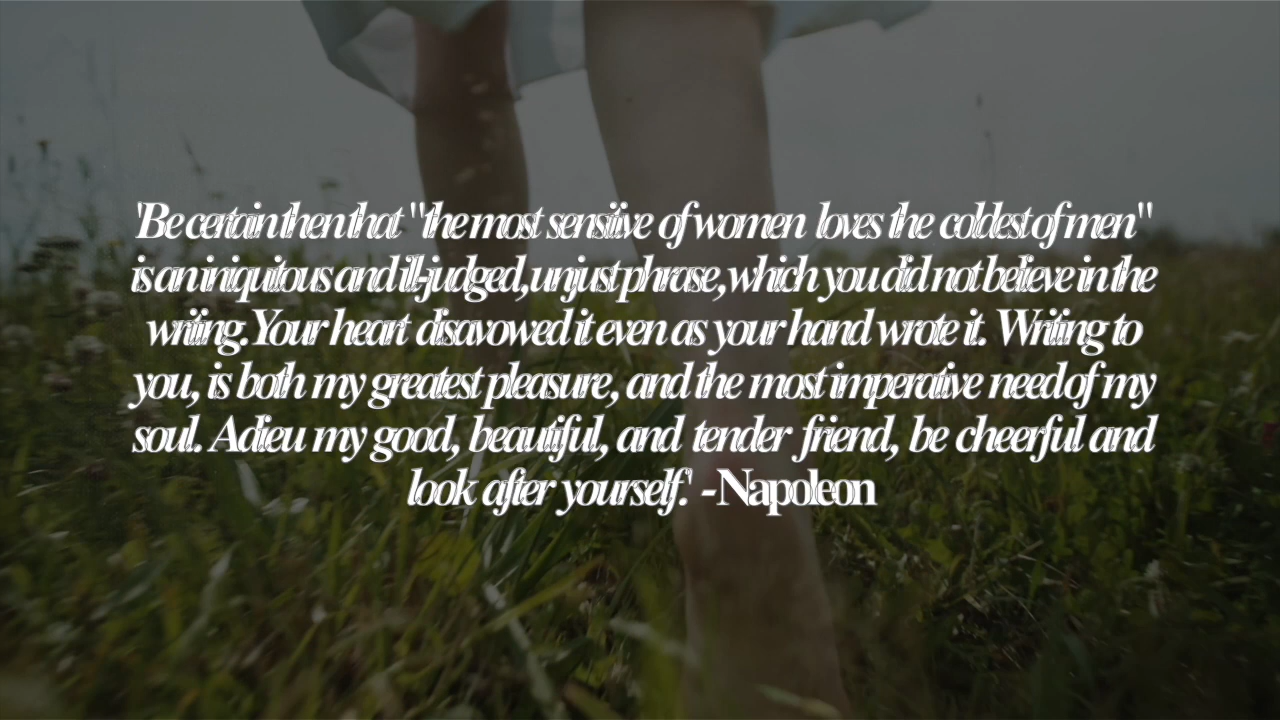 'Be certain then that "the most sensitive of women loves the coldest of men"
is an iniquitous and ill-judged, unjust phrase, which you did not believe in the
writing. Your heart disavowed it even as your hand wrote it. Writing to
you, is both my greatest pleasure, and the most imperative need of my
soul. Adieu my good, beautiful, and tender friend, be cheerful and
look after yourself.' - Napoleon